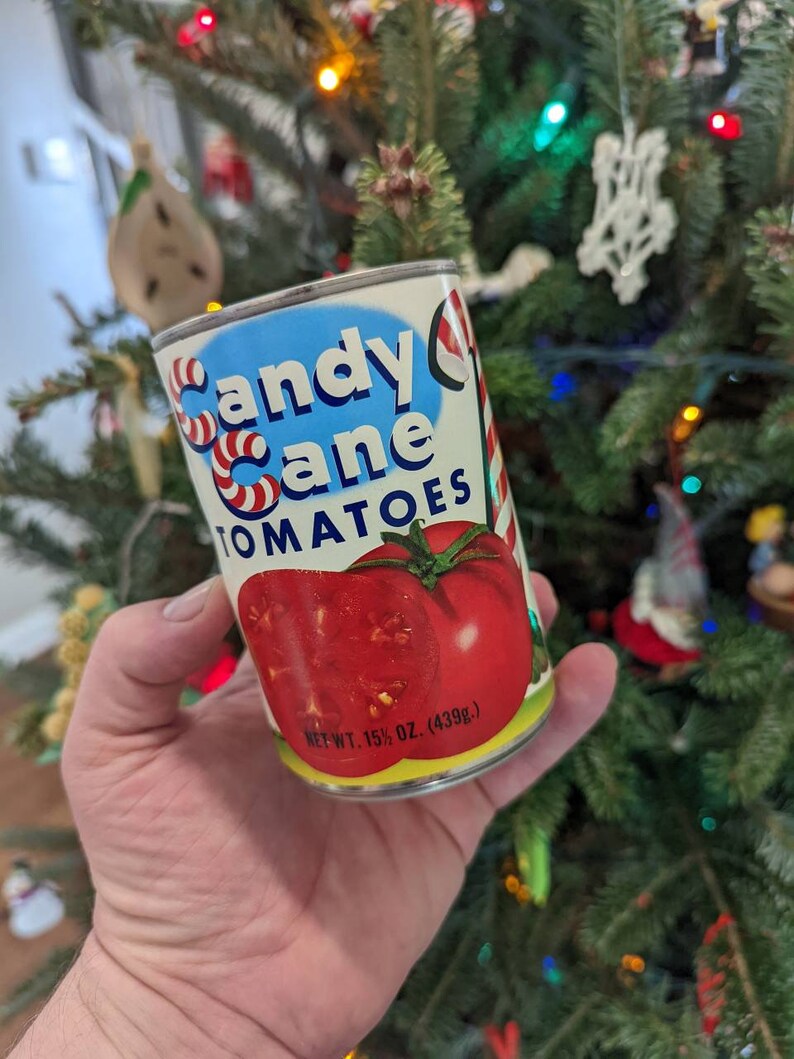 Candy
Cane
TOMATOES
NET WT. 15½ OZ. (439g.)